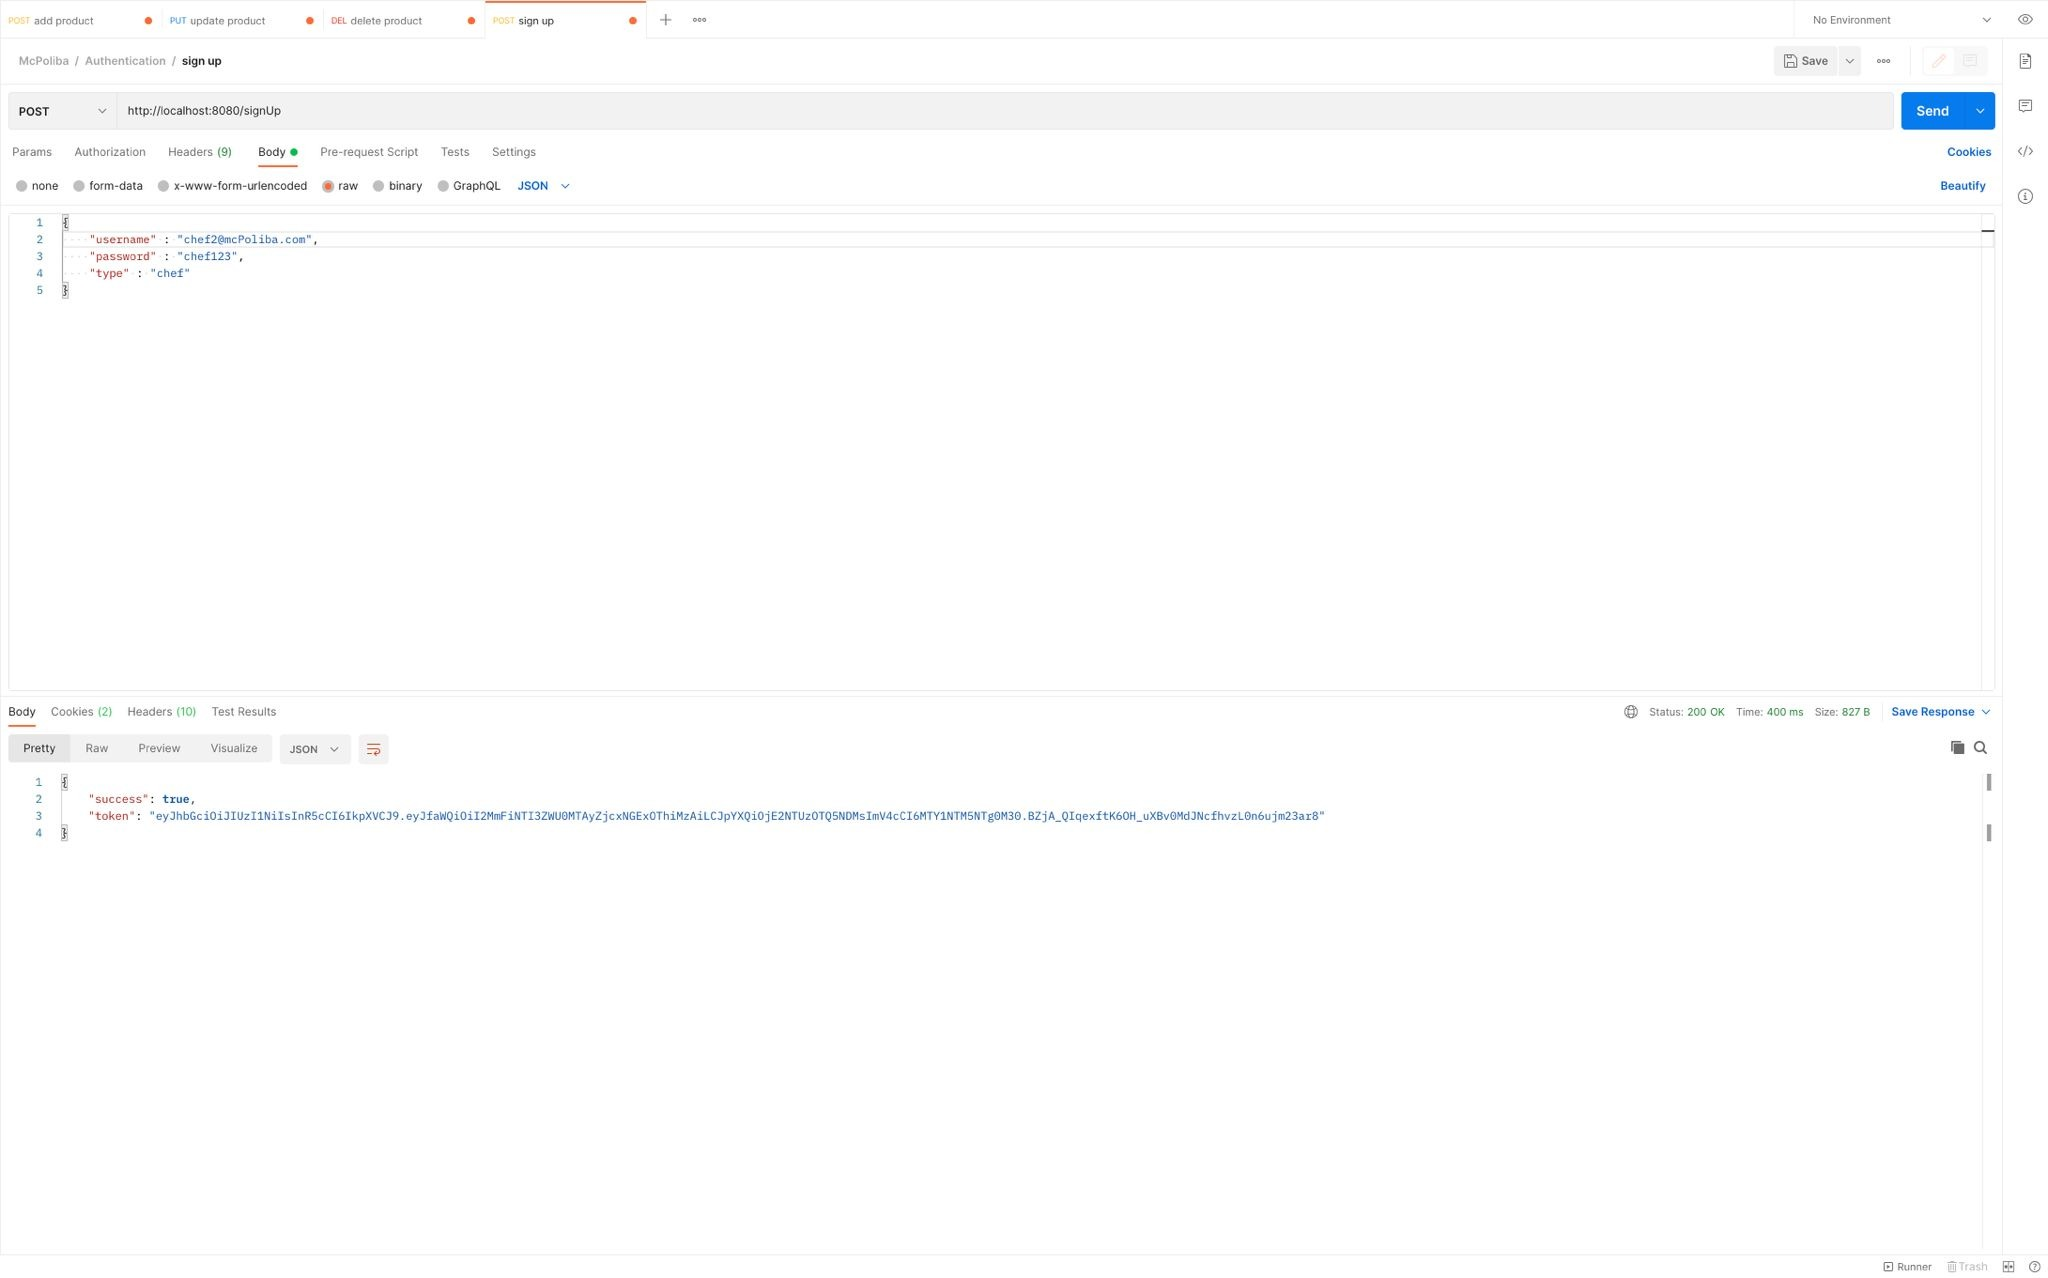 POST add product PUT update product DEL delete product POST sign up No Environment
McPoliba / Authentication / sign up Save
POST http://localhost:8080/signUp Send
Params Authorization Headers (9) Body Pre-request Script Tests Settings Cookies
none form-data x-www-form-urlencoded raw binary GraphQL JSON Beautify
1 {
2 "username" : "chef2@mcPoliba.com",
3 "password" : "chef123",
4 "type" : "chef"
5 }
Body Cookies (2) Headers (10) Test Results Status: 200 OK Time: 400 ms Size: 827 B Save Response
Pretty Raw Preview Visualize JSON
1 {
2 "success": true,
3 "token": "eyJhbGciOiJIUzI1NiIsInR5cCI6IkpXVCJ9.eyJfaWQiOiI2MmFiNTI3ZWU0MTAyZjcxNGExOThiMzAiLCJpYXQiOjE2NTUzOTQ5NDMsImV4cCI6MTY1NTM5NTg0M30.BZjA_QIqexftK6OH_uXBv0MdJNcfhvzL0n6ujm23ar8"
4 }
Runner Trash